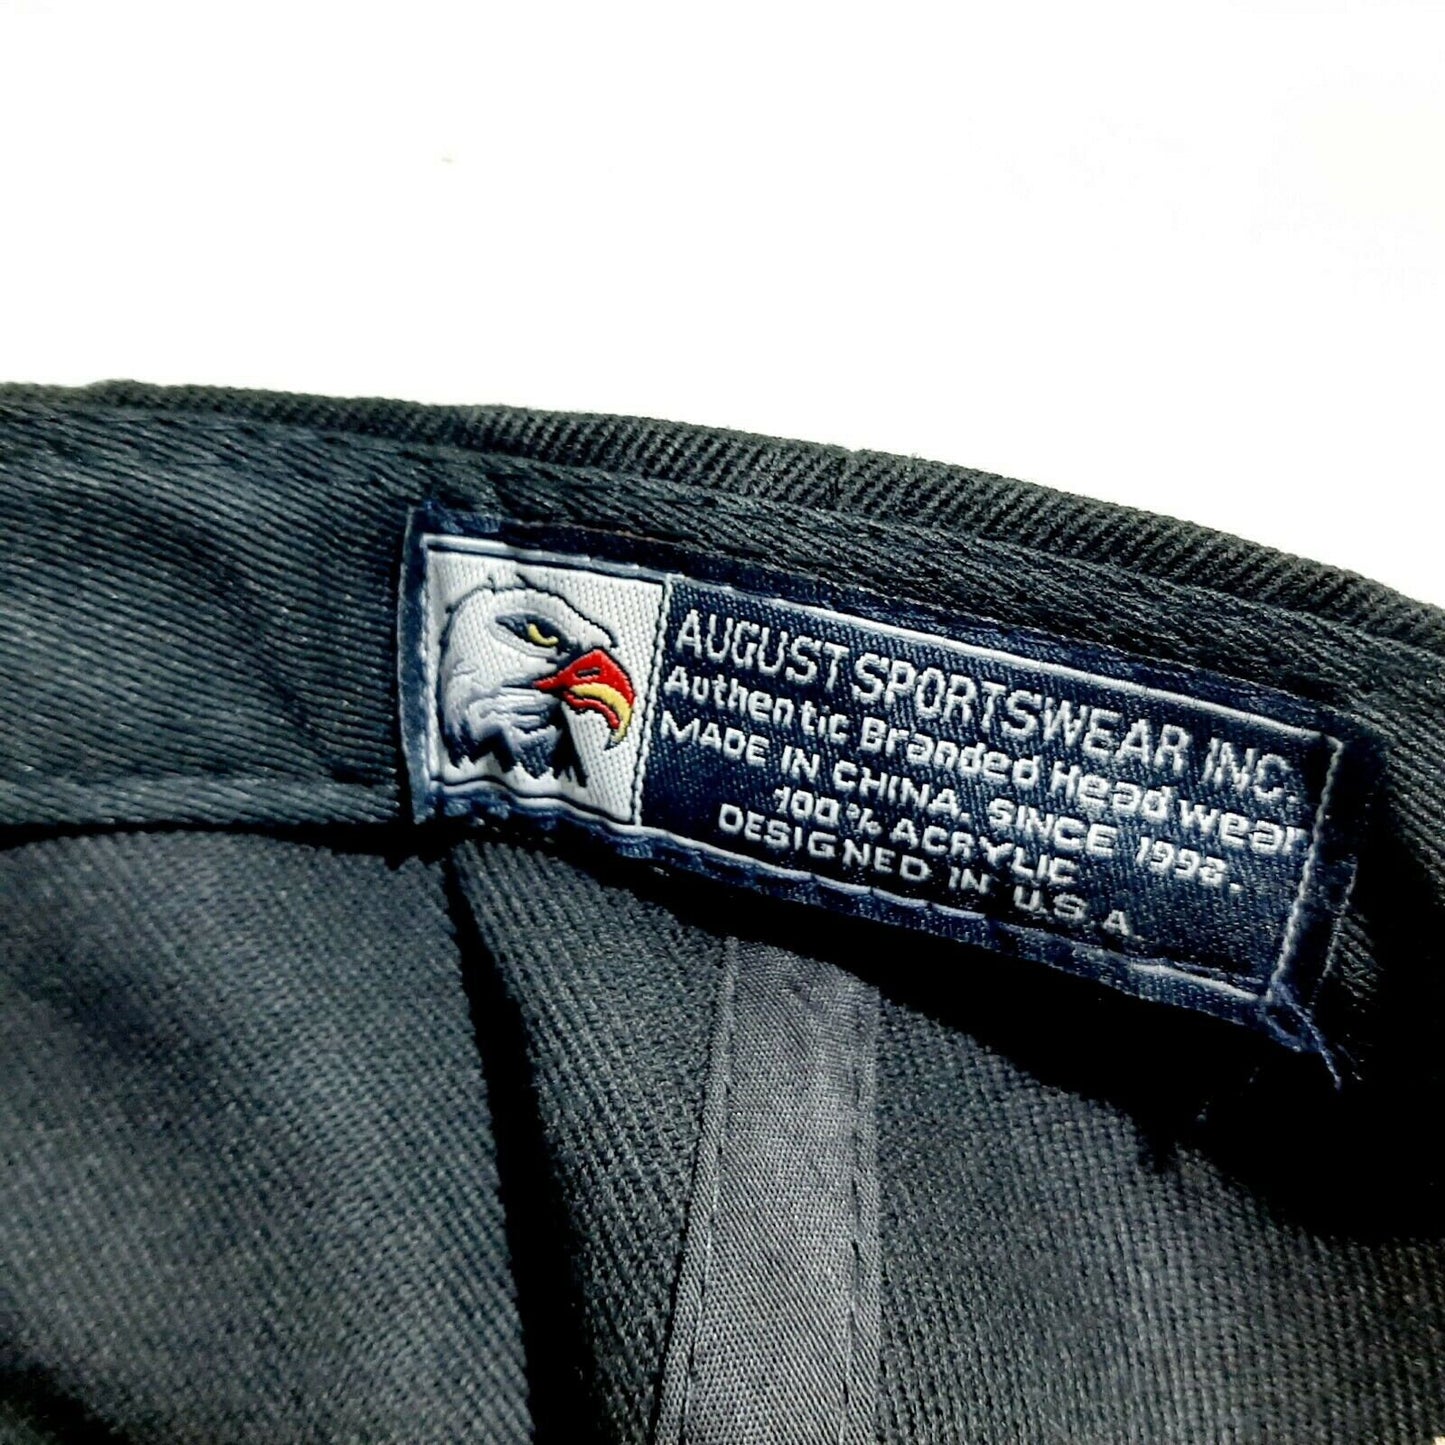 AUGUST SPORTSWEAR INC.
Authentic Branded Headwear
MADE IN CHINA. SINCE 1992.
100% ACRYLIC
DESIGNED IN U.S.A